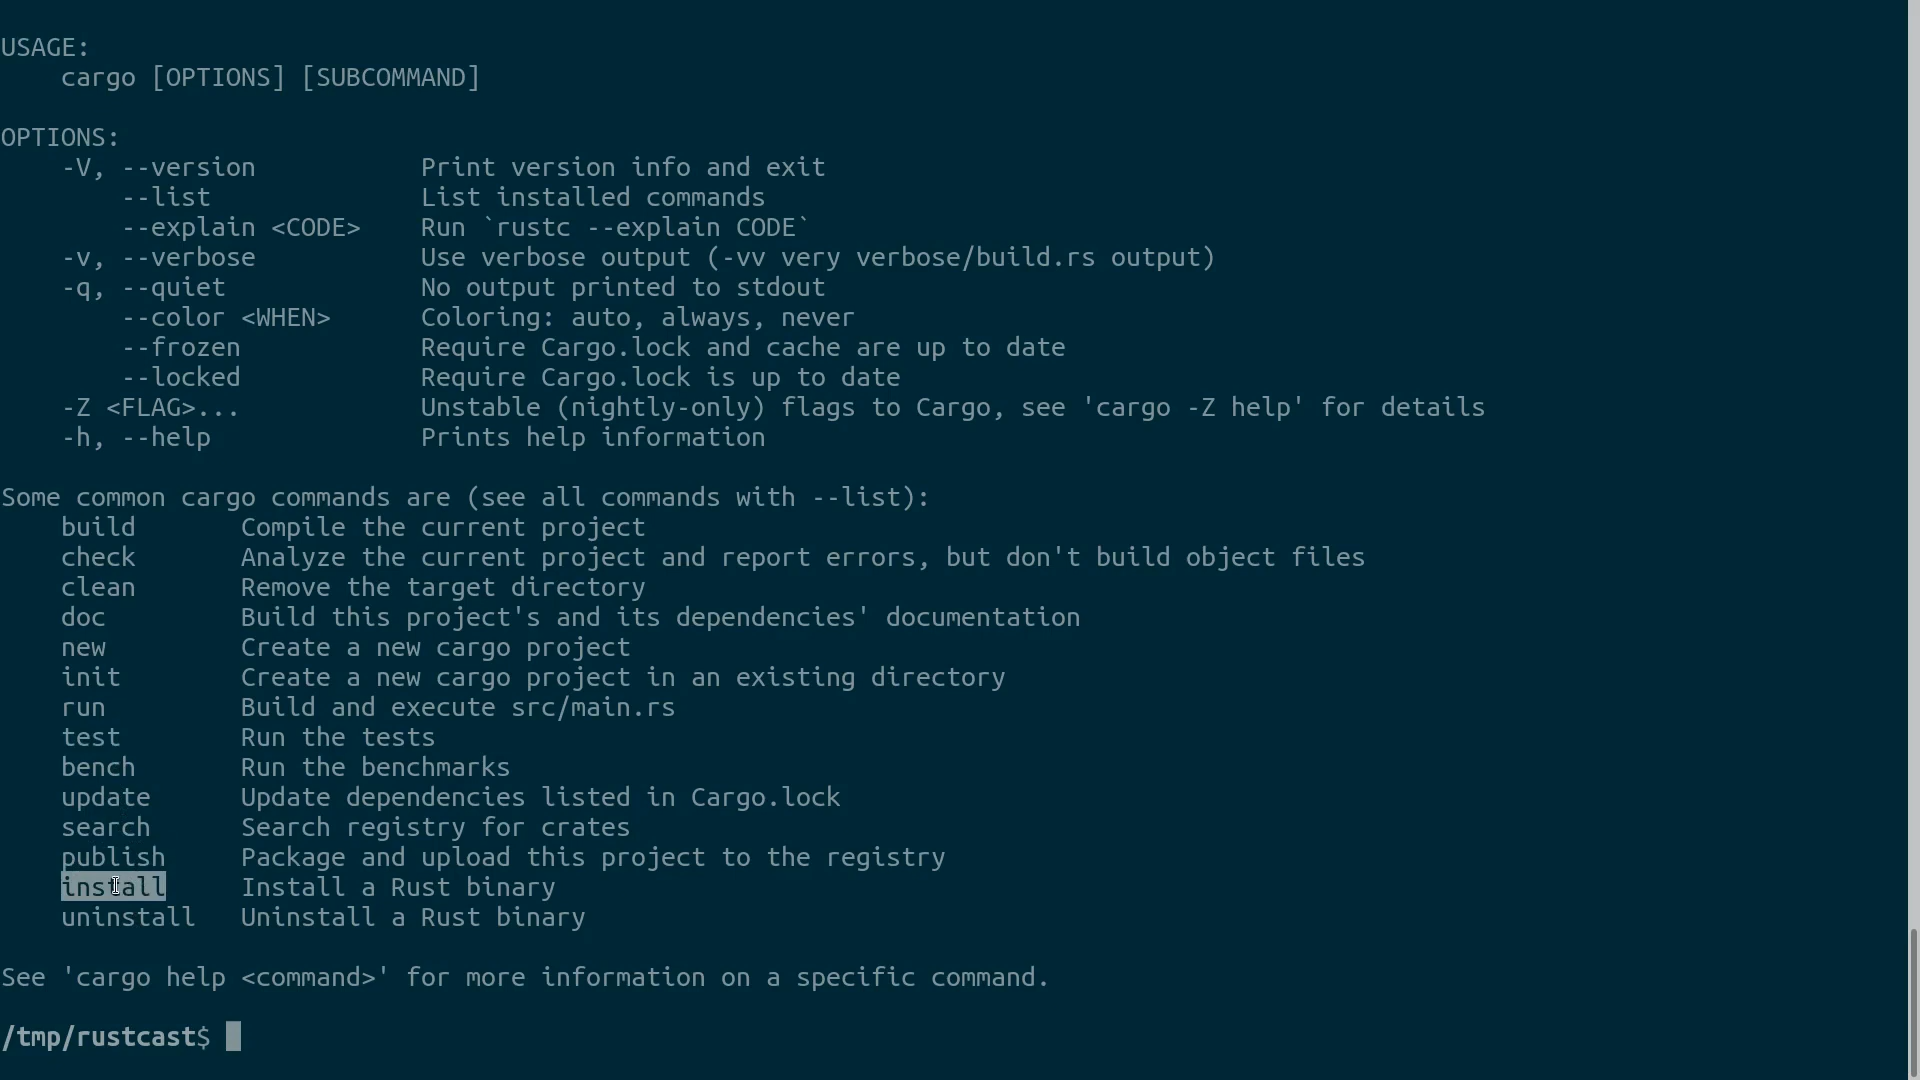 USAGE:
    cargo [OPTIONS] [SUBCOMMAND]

OPTIONS:
    -V, --version           Print version info and exit
        --list              List installed commands
        --explain <CODE>    Run `rustc --explain CODE`
    -v, --verbose           Use verbose output (-vv very verbose/build.rs output)
    -q, --quiet             No output printed to stdout
        --color <WHEN>      Coloring: auto, always, never
        --frozen            Require Cargo.lock and cache are up to date
        --locked            Require Cargo.lock is up to date
    -Z <FLAG>...            Unstable (nightly-only) flags to Cargo, see 'cargo -Z help' for details
    -h, --help              Prints help information

Some common cargo commands are (see all commands with --list):
    build       Compile the current project
    check       Analyze the current project and report errors, but don't build object files
    clean       Remove the target directory
    doc         Build this project's and its dependencies' documentation
    new         Create a new cargo project
    init        Create a new cargo project in an existing directory
    run         Build and execute src/main.rs
    test        Run the tests
    bench       Run the benchmarks
    update      Update dependencies listed in Cargo.lock
    search      Search registry for crates
    publish     Package and upload this project to the registry
    install     Install a Rust binary
    uninstall   Uninstall a Rust binary

See 'cargo help <command>' for more information on a specific command.

/tmp/rustcast$